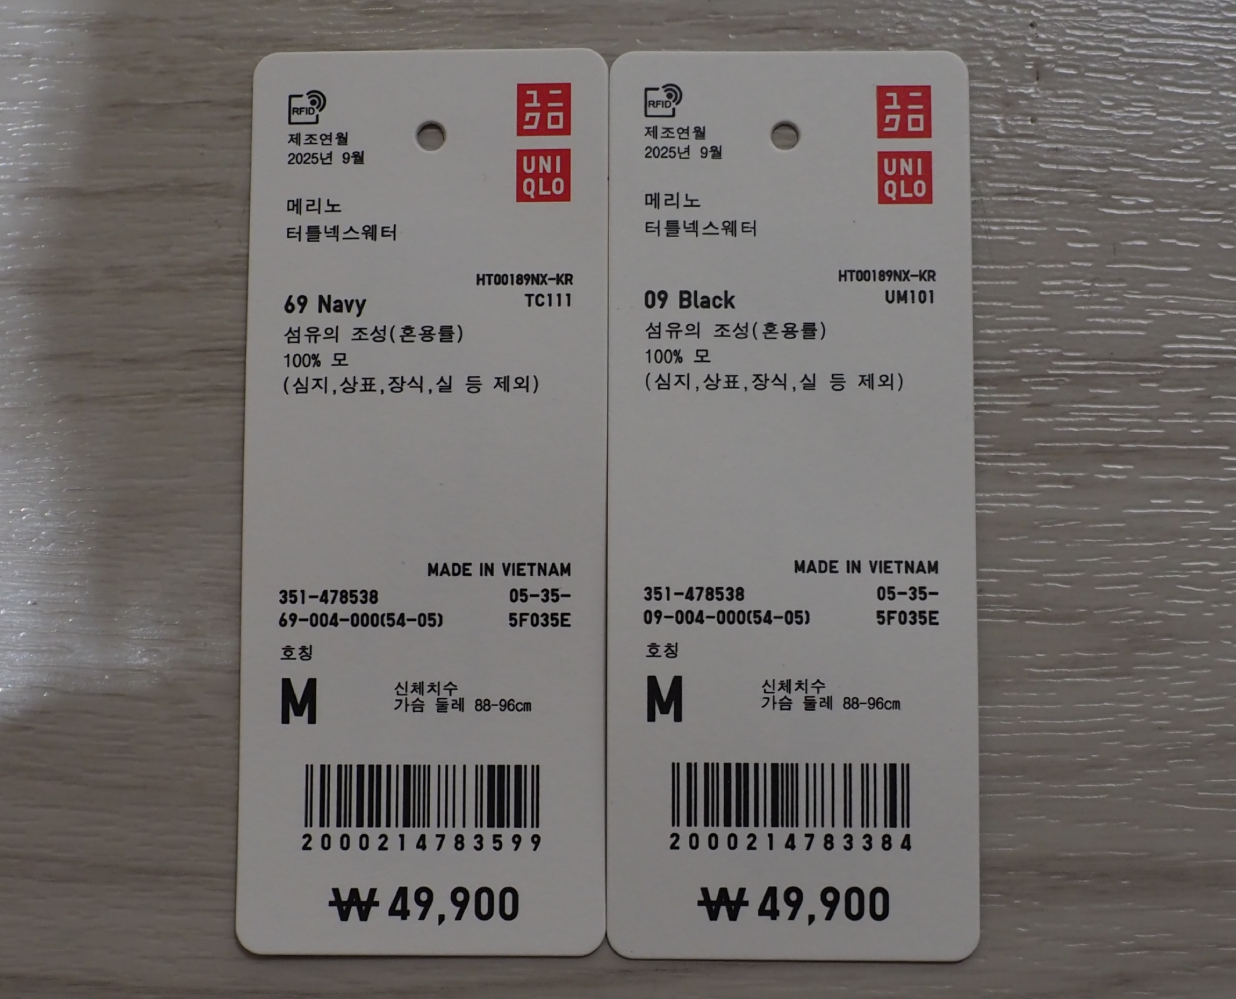 RFID
제조연월
2025년 9월
ユニ
クロ
UNI
QLO
메리노
터틀넥스웨터
HT00189NX-KR
69 Navy TC111
섬유의 조성(혼용률)
100% 모
(심지,상표,장식,실 등 제외)
MADE IN VIETNAM
351-478538 05-35-
69-004-000(54-05) 5F035E
호칭
M
신체치수
가슴 둘레 88-96cm
2000214783599
₩49,900
RFID
제조연월
2025년 9월
ユニ
クロ
UNI
QLO
메리노
터틀넥스웨터
HT00189NX-KR
09 Black UM101
섬유의 조성(혼용률)
100% 모
(심지,상표,장식,실 등 제외)
MADE IN VIETNAM
351-478538 05-35-
09-004-000(54-05) 5F035E
호칭
M
신체치수
가슴 둘레 88-96cm
2000214783384
₩49,900